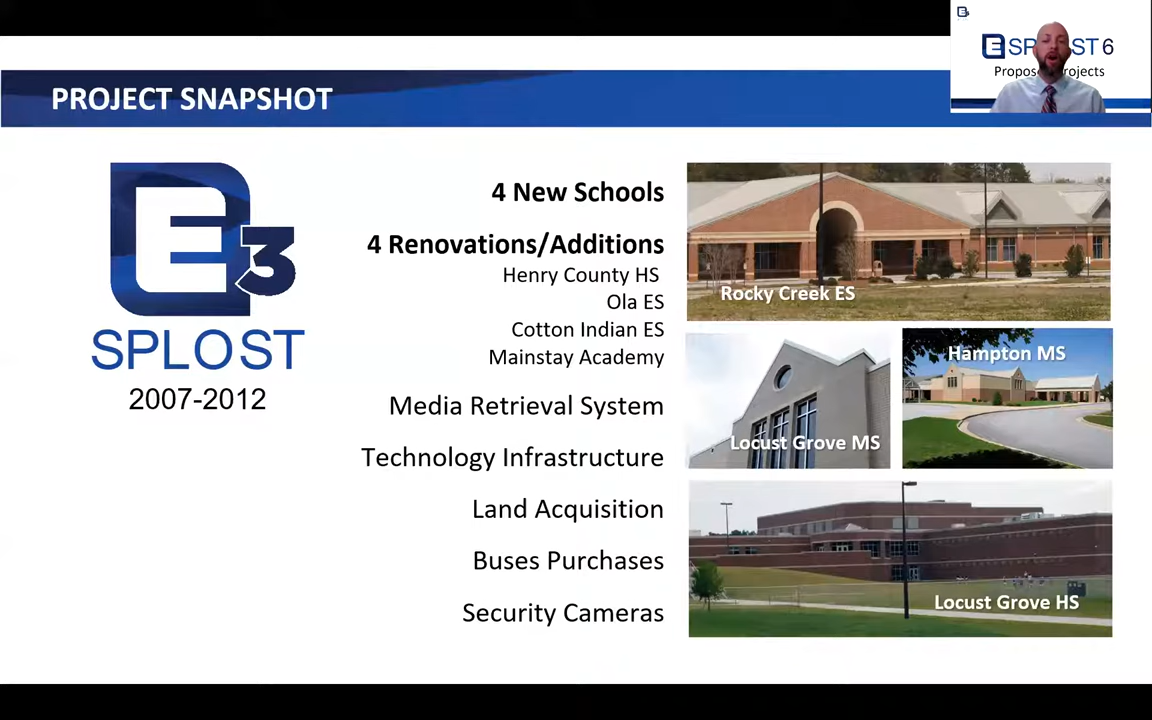 PROJECT SNAPSHOT
E3
SPLOST
2007-2012
4 New Schools
4 Renovations/Additions
Henry County HS
Ola ES
Cotton Indian ES
Mainstay Academy
Media Retrieval System
Technology Infrastructure
Land Acquisition
Buses Purchases
Security Cameras
Rocky Creek ES
Locust Grove MS
Hampton MS
Locust Grove HS